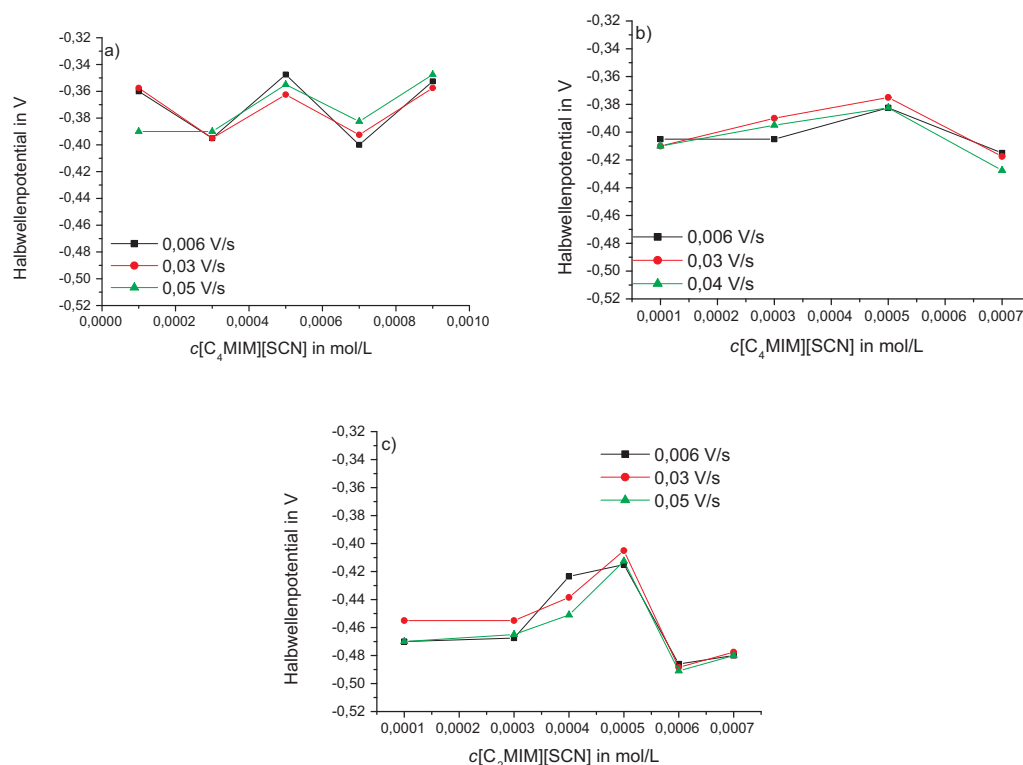 a)
-0,32
-0,34
-0,36
-0,38
-0,40
-0,42
-0,44
-0,46
-0,48
-0,50
-0,52
Halbwellenpotential in V
0,006 V/s
0,03 V/s
0,05 V/s
0,0000 0,0002 0,0004 0,0006 0,0008 0,0010
c[C₄MIM][SCN] in mol/L
b)
-0,32
-0,34
-0,36
-0,38
-0,40
-0,42
-0,44
-0,46
-0,48
-0,50
-0,52
Halbwellenpotential in V
0,006 V/s
0,03 V/s
0,04 V/s
0,0001 0,0002 0,0003 0,0004 0,0005 0,0006 0,0007
c[C₄MIM][SCN] in mol/L
c)
-0,32
-0,34
-0,36
-0,38
-0,40
-0,42
-0,44
-0,46
-0,48
-0,50
-0,52
Halbwellenpotential in V
0,006 V/s
0,03 V/s
0,05 V/s
0,0001 0,0002 0,0003 0,0004 0,0005 0,0006 0,0007
c[C₂MIM][SCN] in mol/L